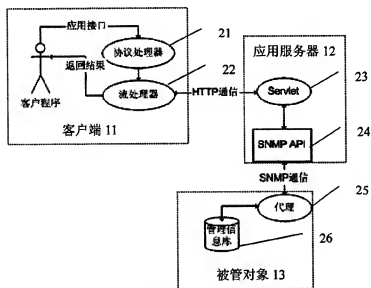 应用接口
21
协议处理器
22
返回结果
流处理器
客户程序
客户端 11
HTTP通信
应用服务器 12
Servlet
23
SNMP API
24
SNMP通信
代理
25
管理信
息库
26
被管对象 13